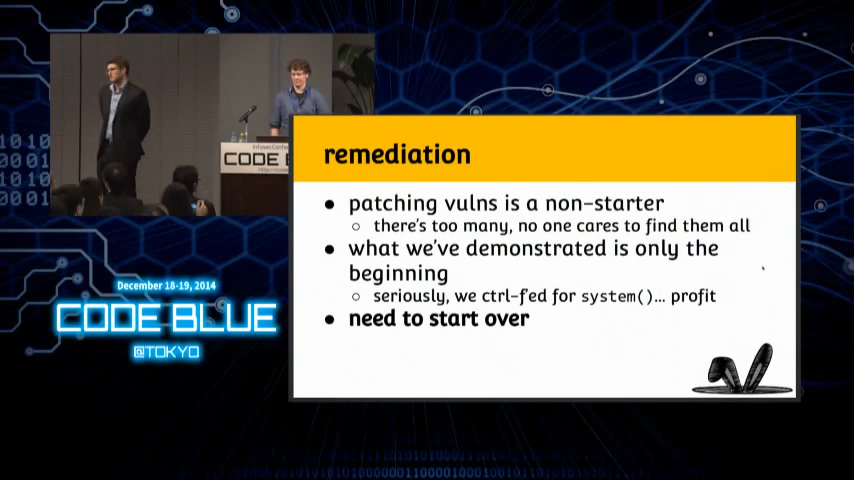 remediation
● patching vulns is a non-starter
○ there's too many, no one cares to find them all
● what we've demonstrated is only the
beginning
○ seriously, we ctrl-f'ed for system()... profit
● need to start over
December 18-19, 2014
CODE BLUE
@TOKYO
CODE B